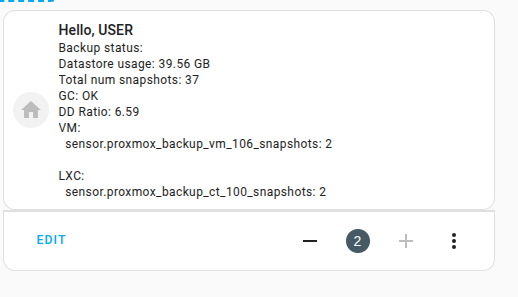 Hello, USER
Backup status:
Datastore usage: 39.56 GB
Total num snapshots: 37
GC: OK
DD Ratio: 6.59
VM:
sensor.proxmox_backup_vm_106_snapshots: 2
LXC:
sensor.proxmox_backup_ct_100_snapshots: 2
EDIT
2